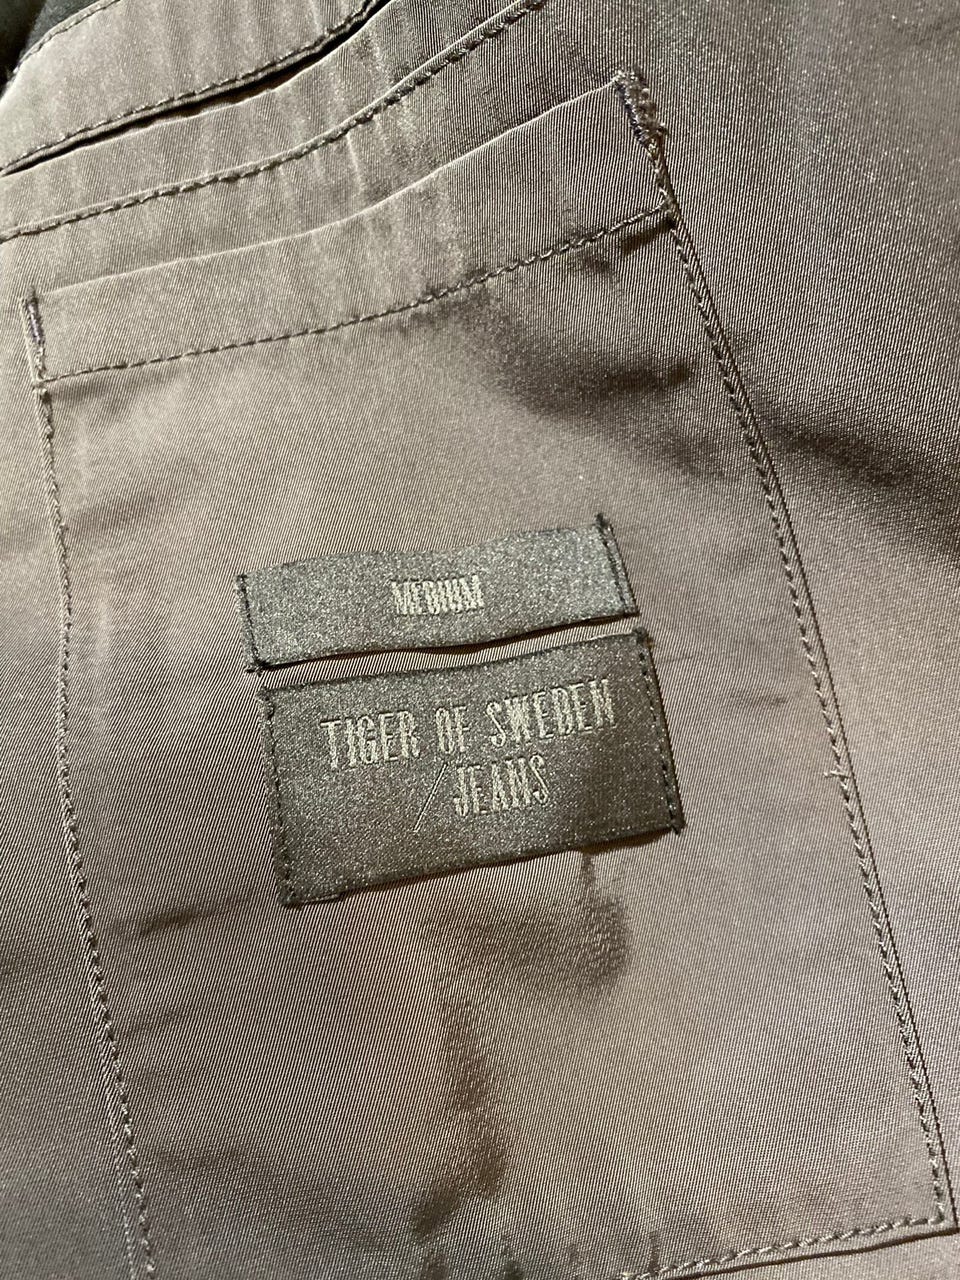 MEDIUM
TIGER OF SWEDEN
/ JEANS